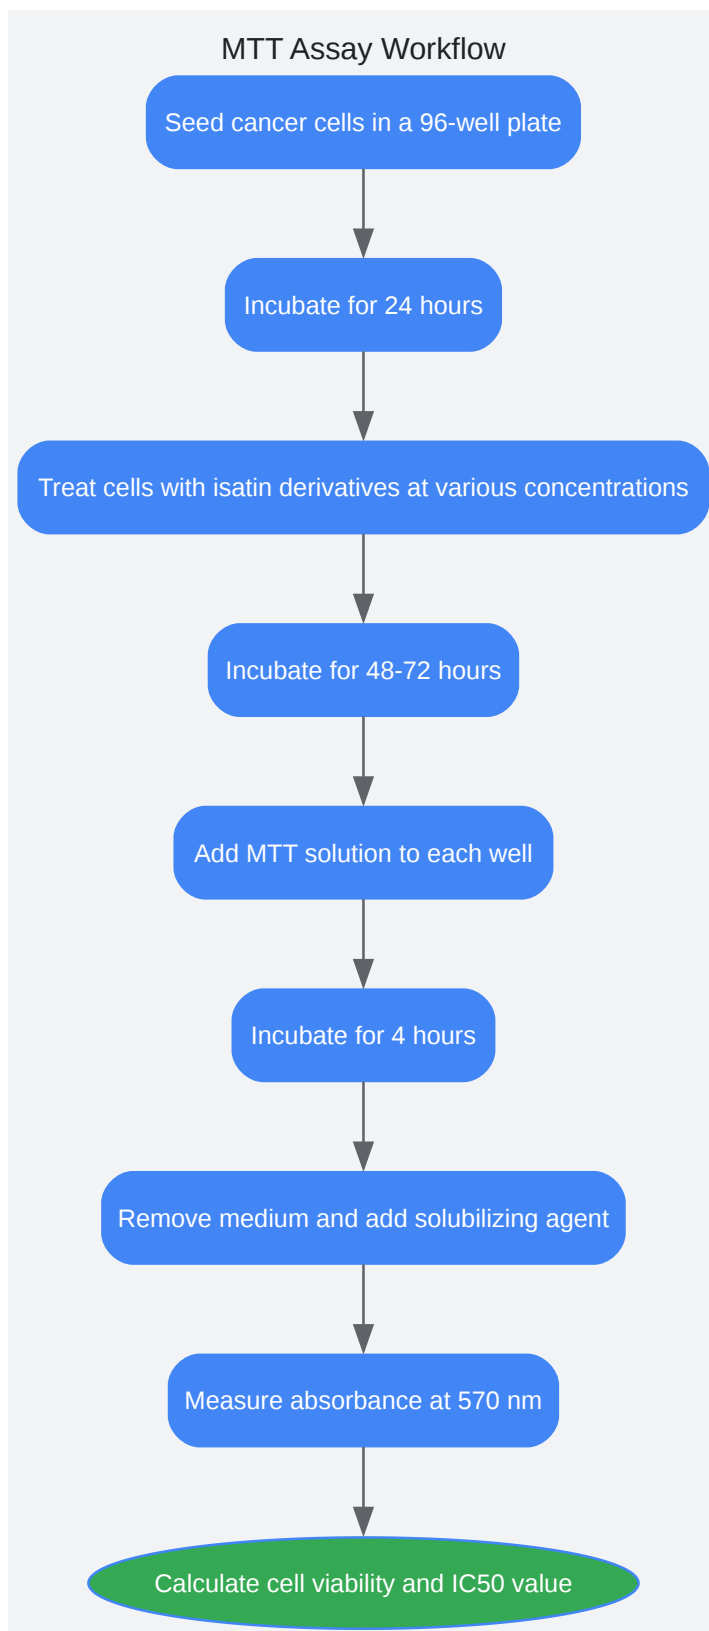 MTT Assay Workflow
Seed cancer cells in a 96-well plate
Incubate for 24 hours
Treat cells with isatin derivatives at various concentrations
Incubate for 48-72 hours
Add MTT solution to each well
Incubate for 4 hours
Remove medium and add solubilizing agent
Measure absorbance at 570 nm
Calculate cell viability and IC50 value